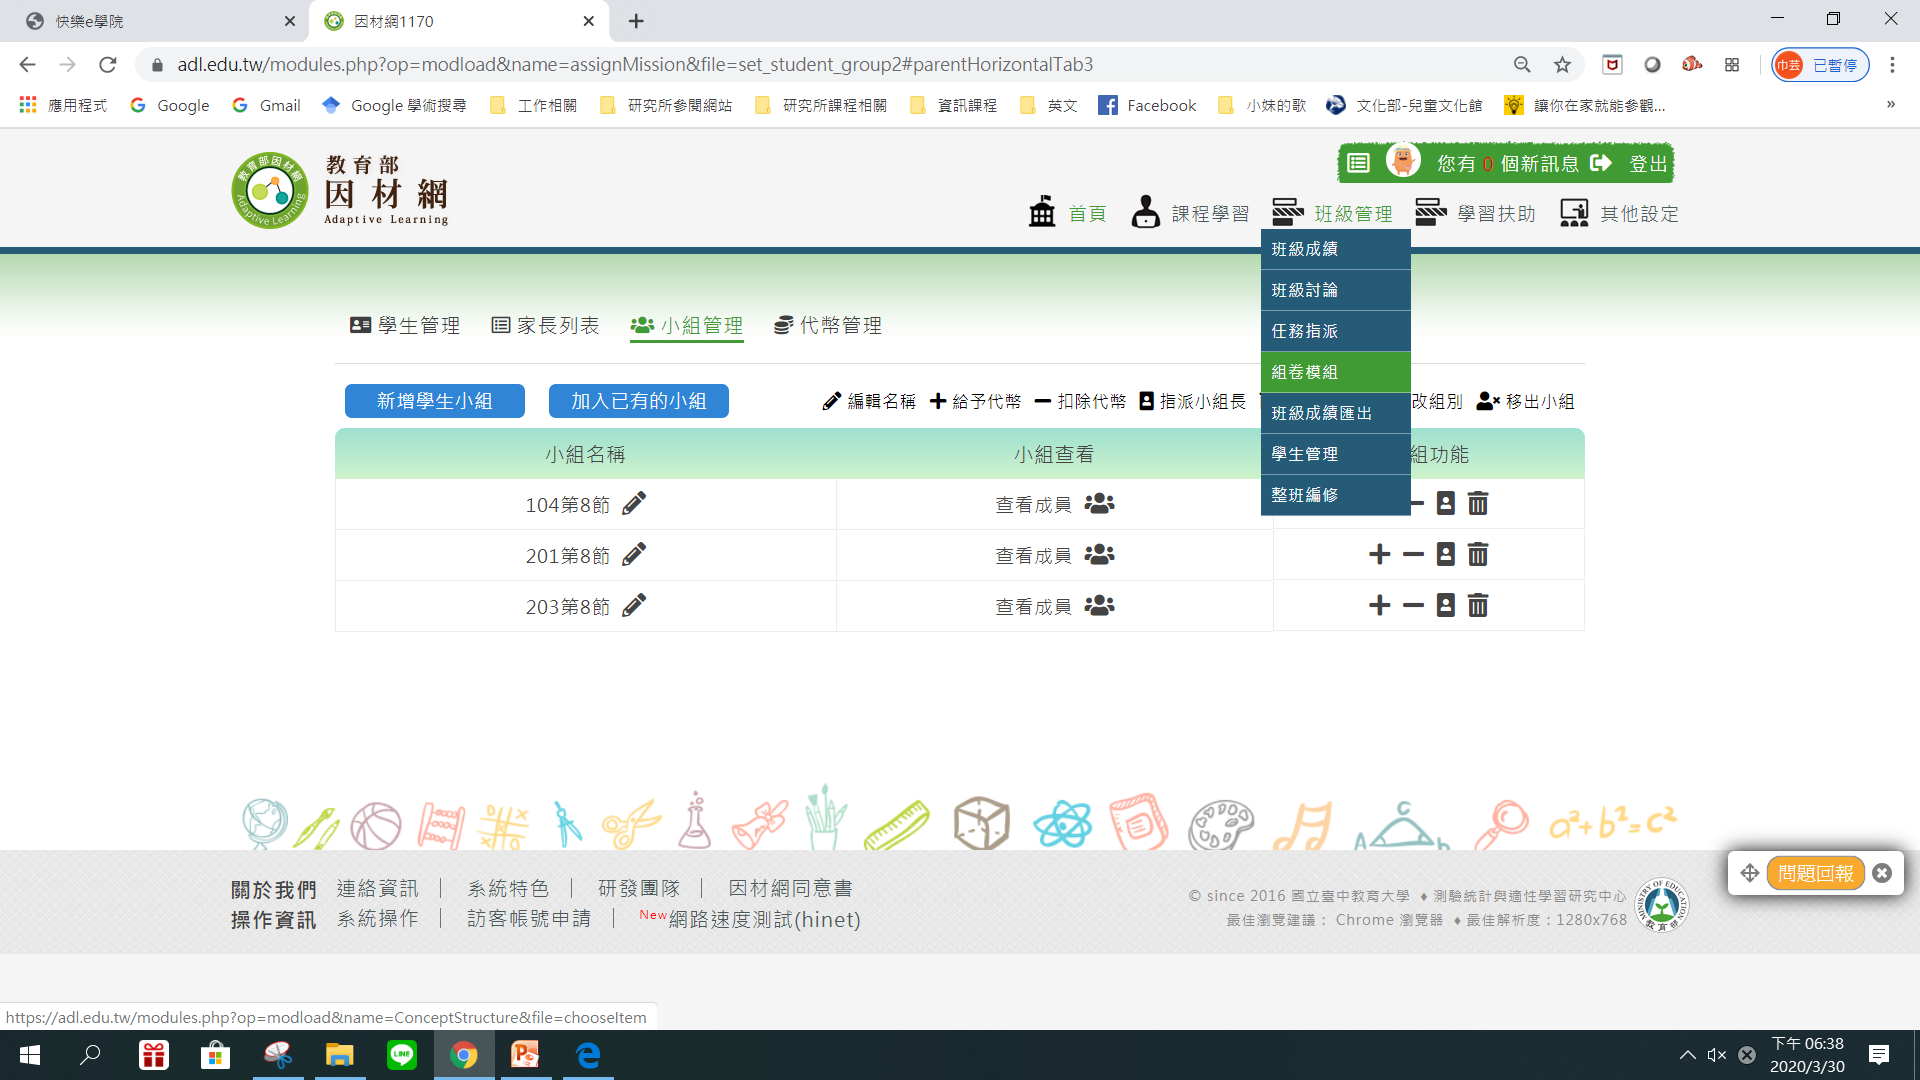 快樂e學院
因材網1170
adl.edu.tw/modules.php?op=modload&name=assignMission&file=set_student_group2#parentHorizontalTab3
巾芸 已暫停
應用程式 Google Gmail Google 學術搜尋 工作相關 研究所參閱網站 研究所課程相關 資訊課程 英文 Facebook 小妹的歌 文化部-兒童文化館 讓你在家就能參觀... »
教育部因材網
Adaptive Learning
教育部
因材網
Adaptive Learning
您有 0 個新訊息 登出
首頁 課程學習 班級管理 學習扶助 其他設定
班級成績
班級討論
任務指派
組卷模組
班級成績匯出
學生管理
整班編修
學生管理 家長列表 小組管理 代幣管理
新增學生小組 加入已有的小組 編輯名稱 給予代幣 扣除代幣 指派小組長 改組別 移出小組
小組名稱 小組查看 組功能
104第8節 查看成員
201第8節 查看成員
203第8節 查看成員
a²+b²=c²
A C b
問題回報
關於我們 連絡資訊 | 系統特色 | 研發團隊 | 因材網同意書
操作資訊 系統操作 | 訪客帳號申請 | New網路速度測試(hinet)
© since 2016 國立臺中教育大學 ♦ 測驗統計與適性學習研究中心
最佳瀏覽建議： Chrome 瀏覽器 ♦ 最佳解析度：1280x768
MINISTRY OF EDUCATION
教育部
https://adl.edu.tw/modules.php?op=modload&name=ConceptStructure&file=chooseItem
LINE
下午 06:38
2020/3/30